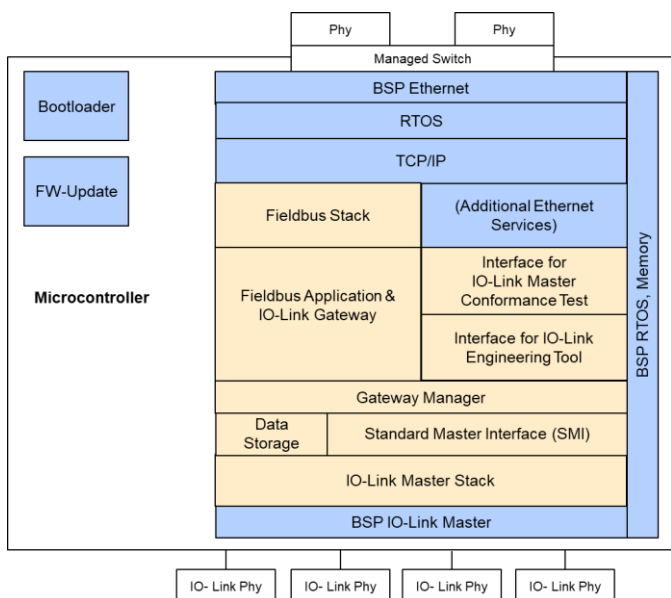 Phy
Phy
Managed Switch
Bootloader
BSP Ethernet
RTOS
TCP/IP
FW-Update
Fieldbus Stack
(Additional Ethernet
Services)
Microcontroller
Fieldbus Application &
IO-Link Gateway
Interface for
IO-Link Master
Conformance Test
Interface for IO-Link
Engineering Tool
BSP RTOS, Memory
Gateway Manager
Data
Storage
Standard Master Interface (SMI)
IO-Link Master Stack
BSP IO-Link Master
IO- Link Phy
IO- Link Phy
IO- Link Phy
IO- Link Phy